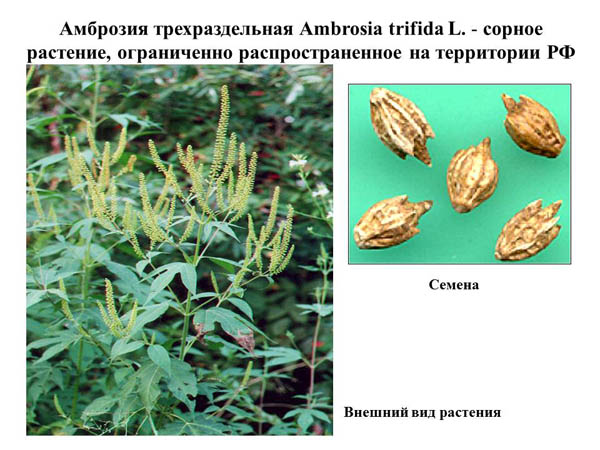 Амброзия трехраздельная Ambrosia trifida L. - сорное
растение, ограниченно распространенное на территории РФ
Семена
Внешний вид растения